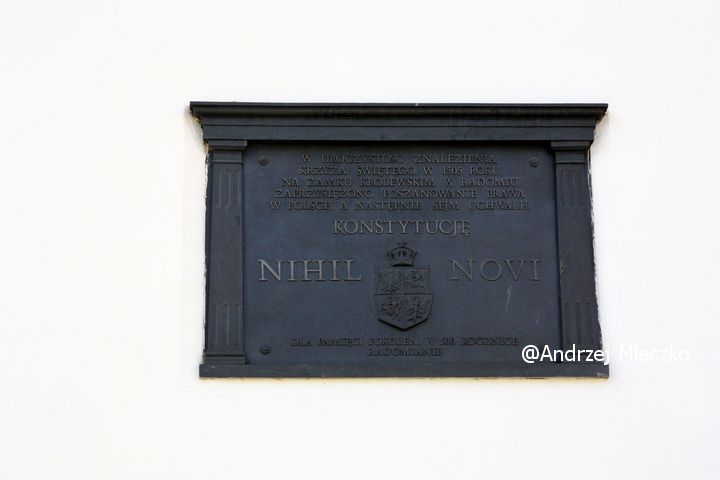 W UROCZYSTOŚĆ ZNALEZIENIA
KRZYŻA ŚWIĘTEGO W 1505 ROKU
NA ZAMKU KRÓLEWSKIM W RADOMIU
ZAPRZYSIĘŻONO POSZANOWANIE PRAWA
W POLSCE, A NASTĘPNIE SEJM UCHWALIŁ
KONSTYTUCJĘ
NIHIL NOVI
DLA PAMIĘCI POKOLEŃ, W 500 ROCZNICĘ
RADOMIANIE
@Andrzej Mleczko